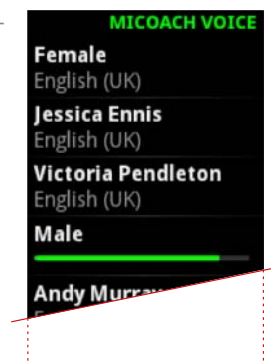 MICOACH VOICE
Female
English (UK)
Jessica Ennis
English (UK)
Victoria Pendleton
English (UK)
Male
Andy Murray